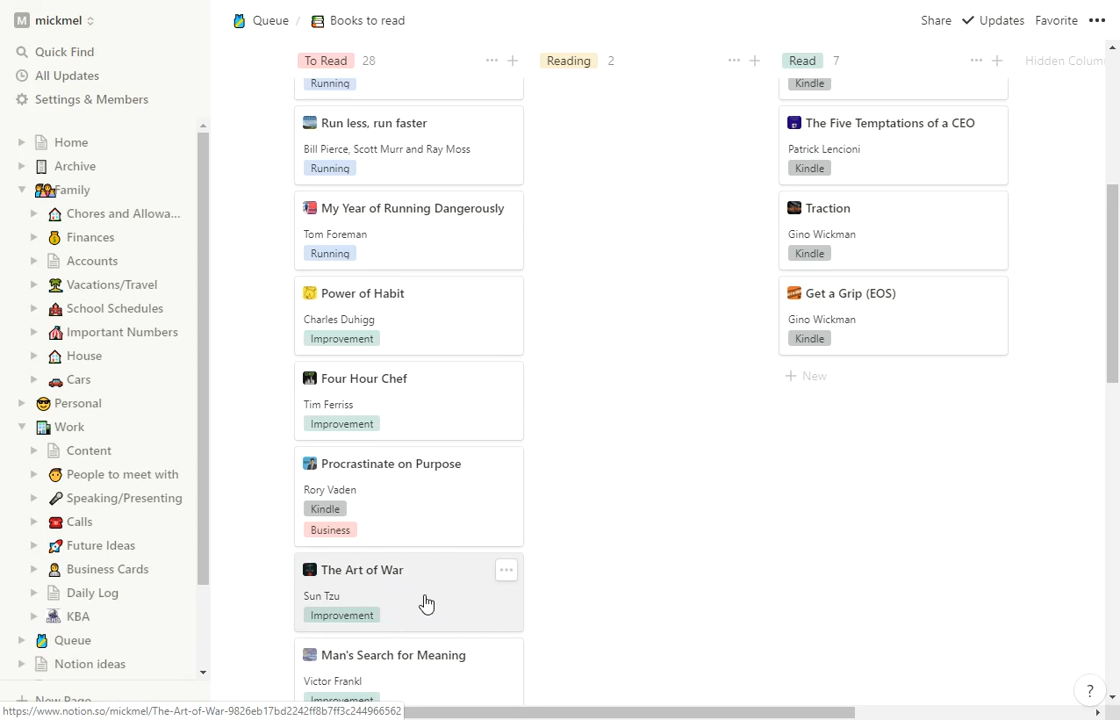 M mickmel
Quick Find
All Updates
Settings & Members
Home
Archive
Family
Chores and Allowa...
Finances
Accounts
Vacations/Travel
School Schedules
Important Numbers
House
Cars
Personal
Work
Content
People to meet with
Speaking/Presenting
Calls
Future Ideas
Business Cards
Daily Log
KBA
Queue
Notion ideas
+ New Page
Queue / Books to read
Share ✓ Updates Favorite •••
To Read 28 ••• +
Running
Run less, run faster
Bill Pierce, Scott Murr and Ray Moss
Running
My Year of Running Dangerously
Tom Foreman
Running
Power of Habit
Charles Duhigg
Improvement
Four Hour Chef
Tim Ferriss
Improvement
Procrastinate on Purpose
Rory Vaden
Kindle
Business
The Art of War •••
Sun Tzu
Improvement
Man's Search for Meaning
Victor Frankl
Improvement
Reading 2 ••• +
Read 7 ••• +
Kindle
The Five Temptations of a CEO
Patrick Lencioni
Kindle
Traction
Gino Wickman
Kindle
Get a Grip (EOS)
Gino Wickman
Kindle
+ New
Hidden Colum
?
https://www.notion.so/mickmel/The-Art-of-War-9826eb17bd2242ff8b7ff3c244966562